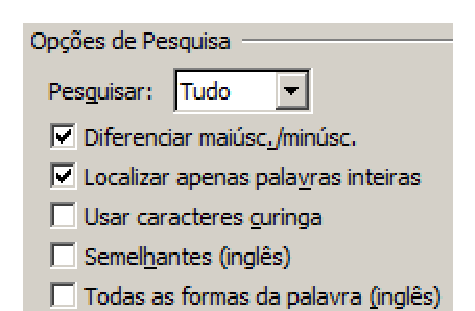 Opções de Pesquisa
Pesquisar: Tudo
Diferenciar maiúsc./minúsc.
Localizar apenas palavras inteiras
Usar caracteres curinga
Semelhantes (inglês)
Todas as formas da palavra (inglês)